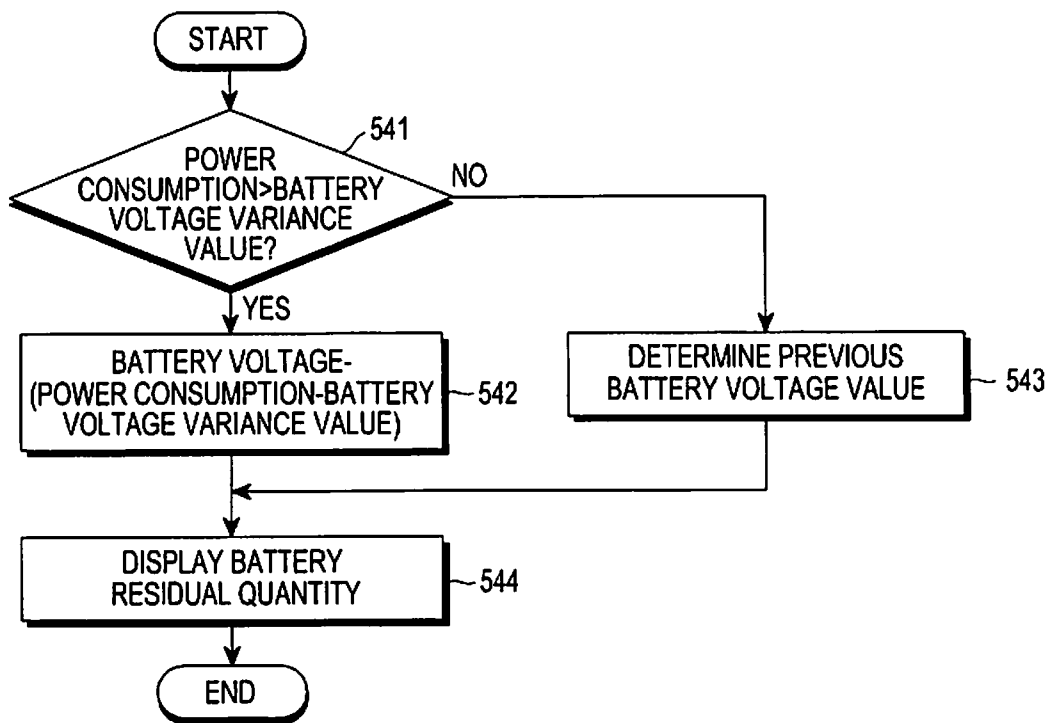 START
541
POWER
CONSUMPTION>BATTERY
VOLTAGE VARIANCE
VALUE?
NO
YES
BATTERY VOLTAGE-
(POWER CONSUMPTION-BATTERY
VOLTAGE VARIANCE VALUE)
542
DETERMINE PREVIOUS
BATTERY VOLTAGE VALUE
543
DISPLAY BATTERY
RESIDUAL QUANTITY
544
END